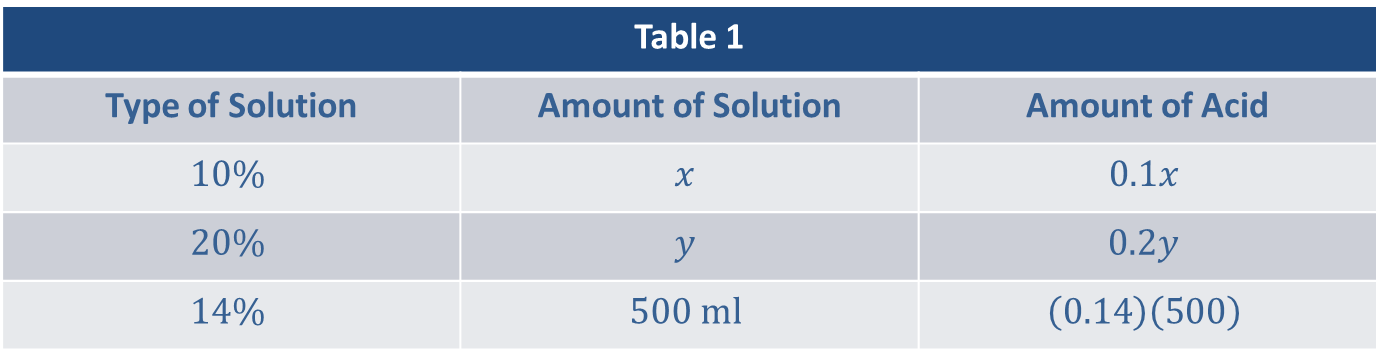 Table 1
Type of Solution Amount of Solution Amount of Acid
10% x 0.1x
20% y 0.2y
14% 500 ml (0.14)(500)